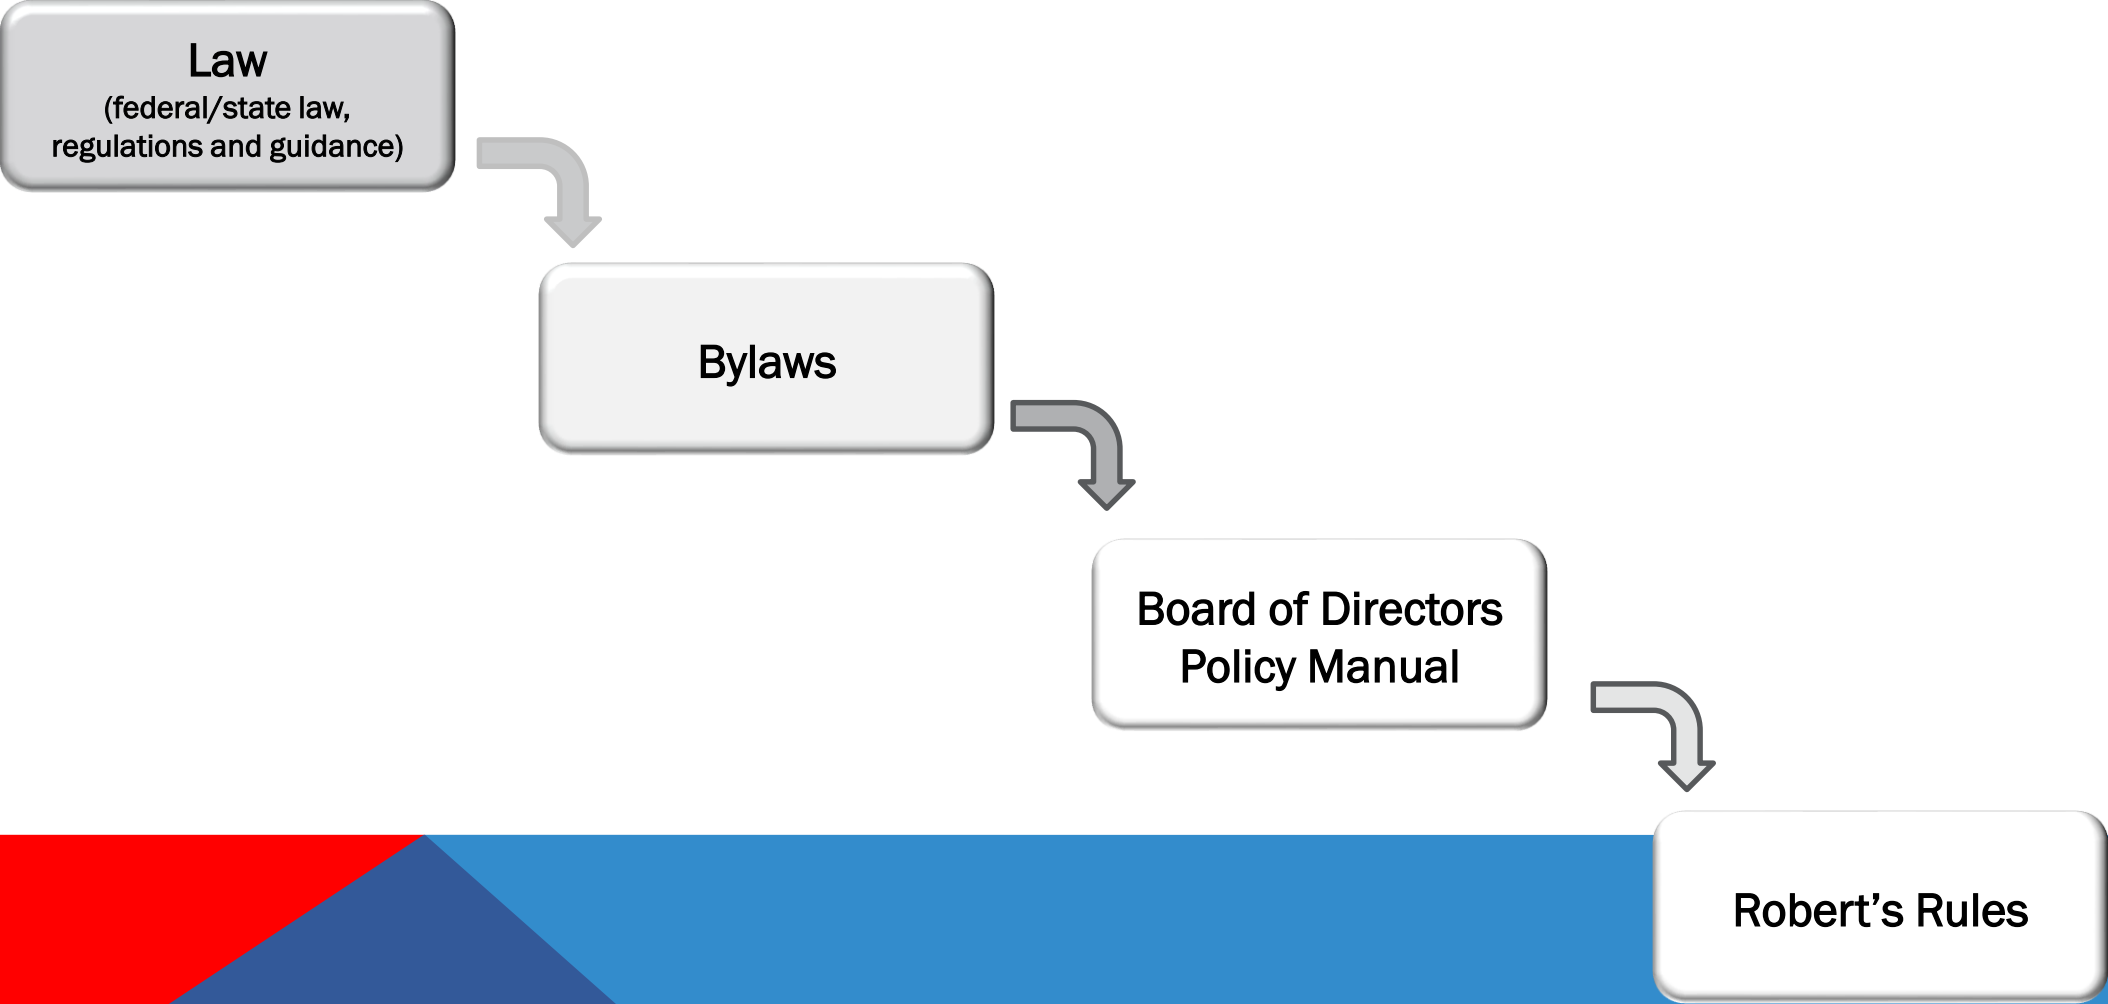 Law
(federal/state law,
regulations and guidance)
Bylaws
Board of Directors
Policy Manual
Robert’s Rules